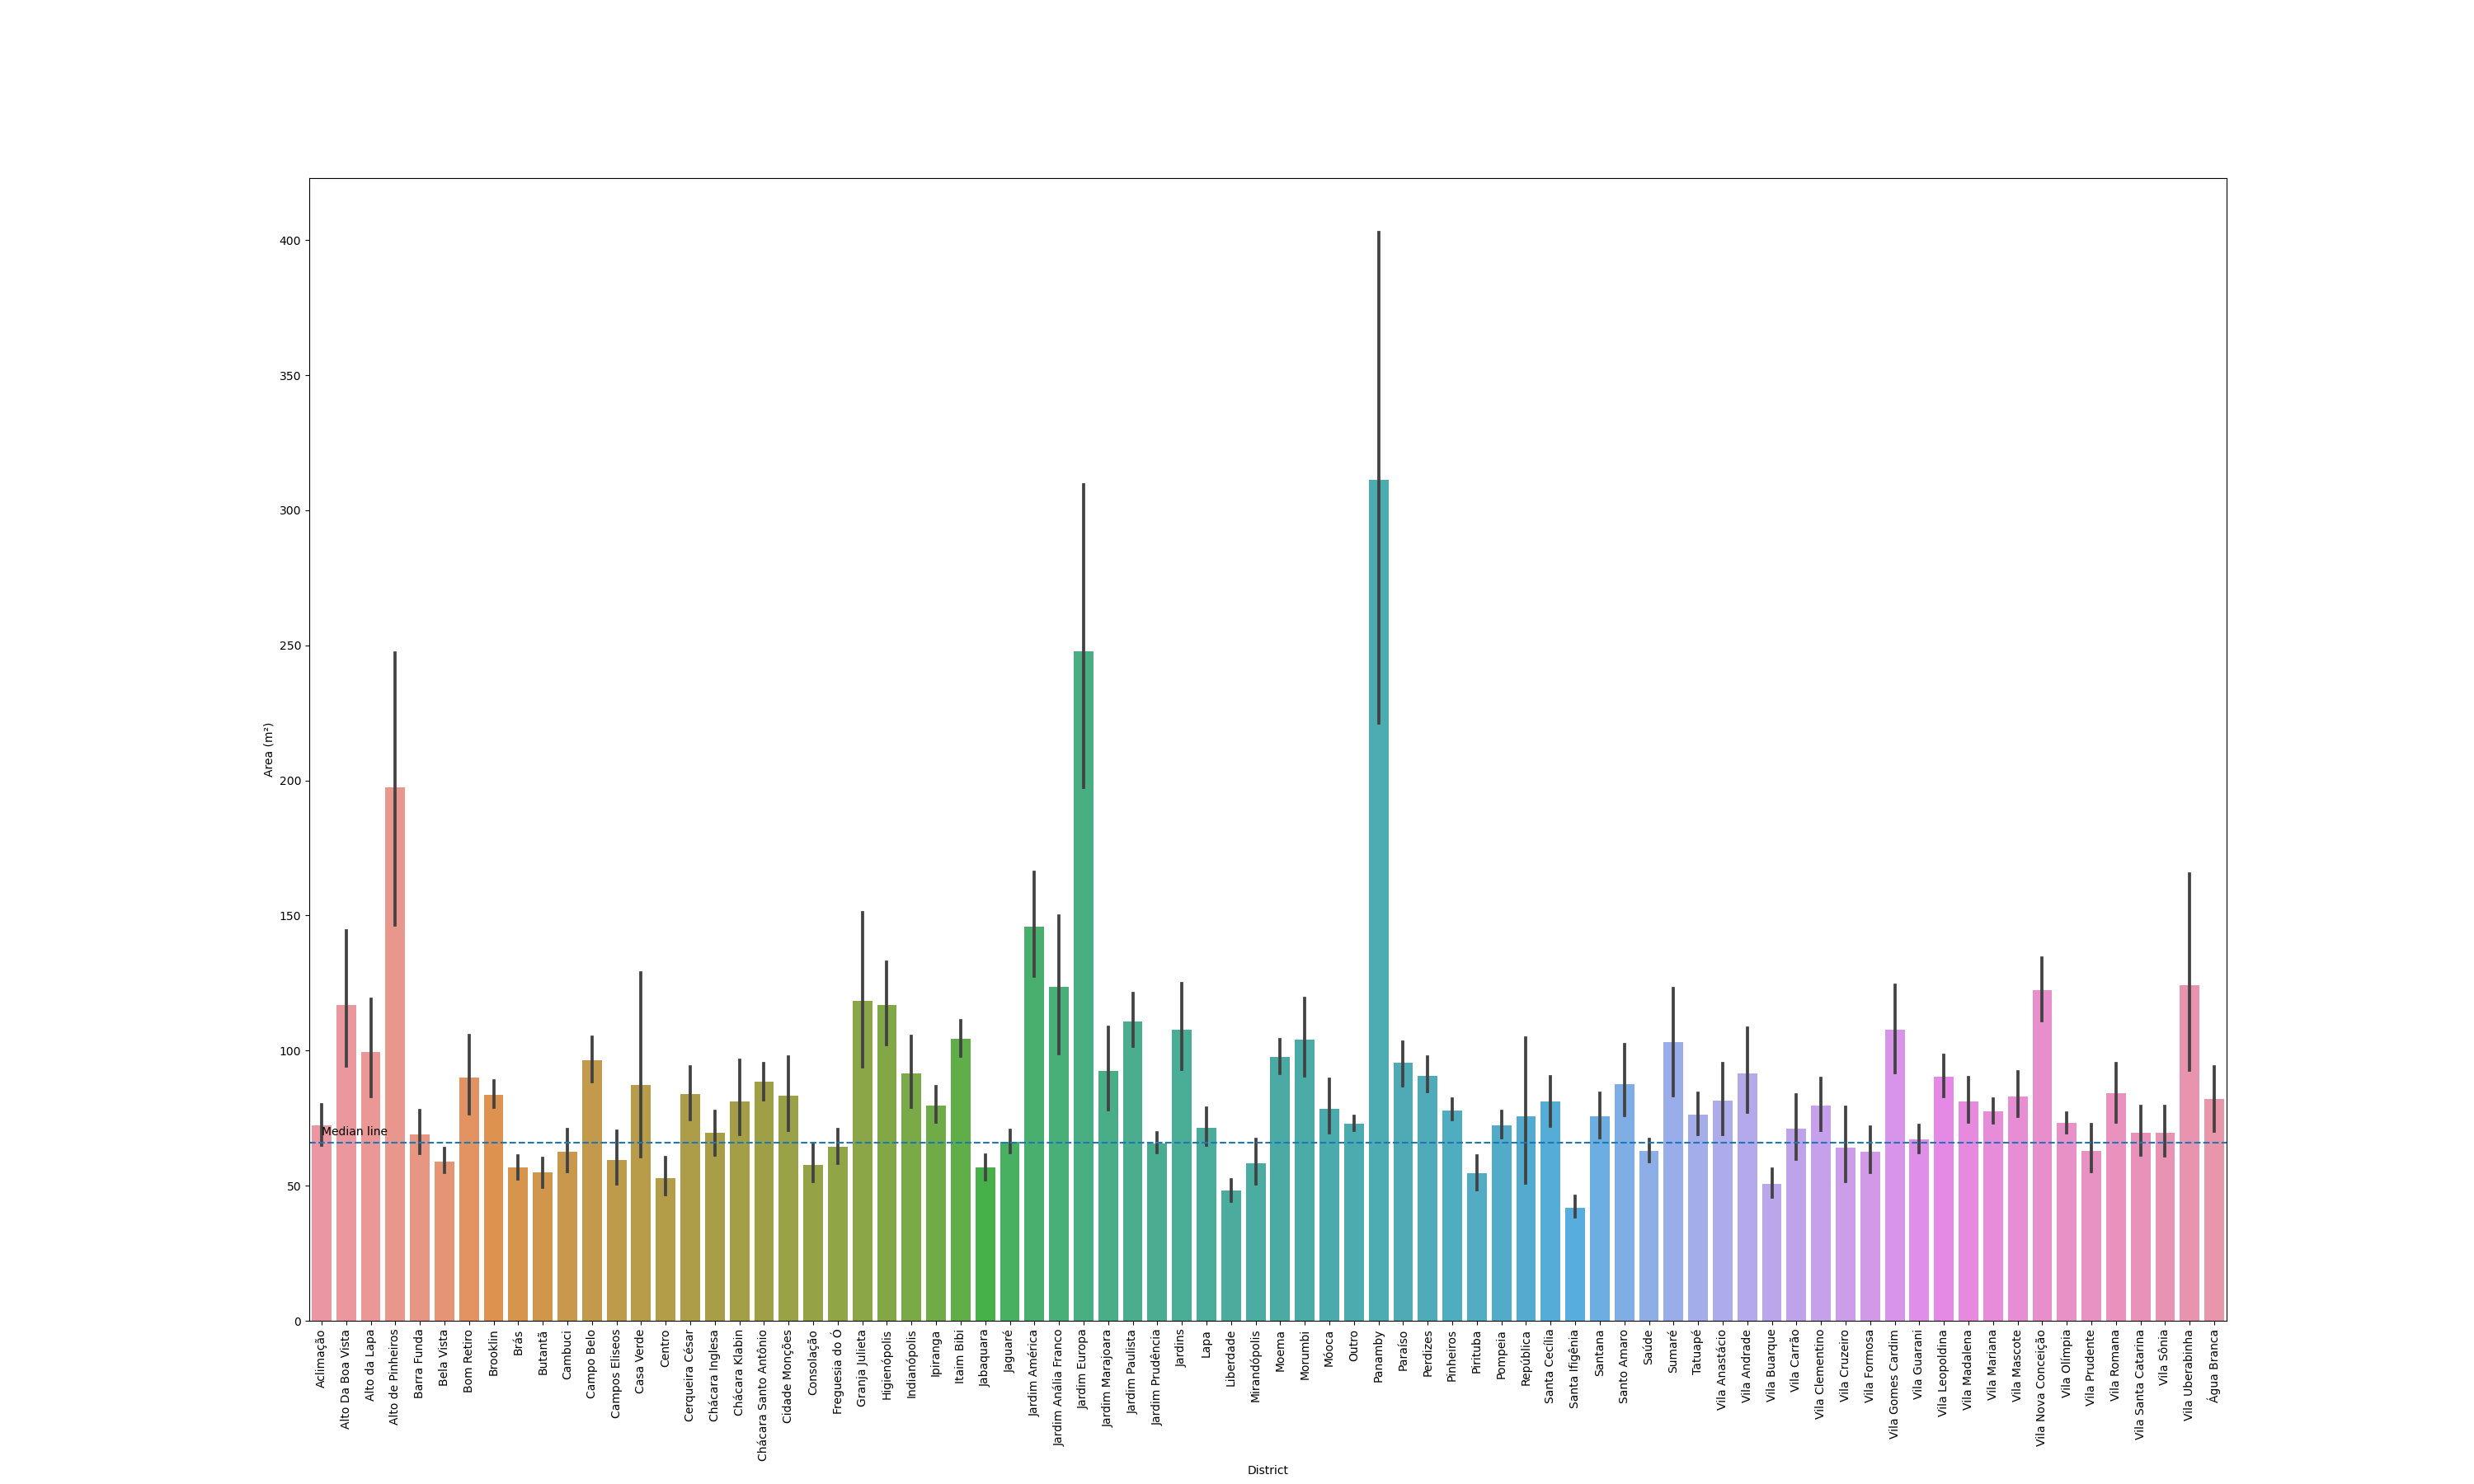 400
350
300
250
200
150
100
50
0
Area (m²)
Median line
Aclimação
Alto Da Boa Vista
Alto da Lapa
Alto de Pinheiros
Barra Funda
Bela Vista
Bom Retiro
Brooklin
Brás
Butantã
Cambuci
Campo Belo
Campos Eliseos
Casa Verde
Centro
Cerqueira César
Chácara Inglesa
Chácara Klabin
Chácara Santo Antônio
Cidade Monções
Consolação
Freguesia do Ó
Granja Julieta
Higienópolis
Indianópolis
Ipiranga
Itaim Bibi
Jabaquara
Jaguaré
Jardim América
Jardim Anália Franco
Jardim Europa
Jardim Marajoara
Jardim Paulista
Jardim Prudência
Jardins
Lapa
Liberdade
Mirandópolis
Moema
Morumbi
Móoca
Outro
Panamby
Paraíso
Perdizes
Pinheiros
Pirituba
Pompeia
República
Santa Cecília
Santa Ifigênia
Santana
Santo Amaro
Saúde
Sumaré
Tatuapé
Vila Anastácio
Vila Andrade
Vila Buarque
Vila Carrão
Vila Clementino
Vila Cruzeiro
Vila Formosa
Vila Gomes Cardim
Vila Guarani
Vila Leopoldina
Vila Madalena
Vila Mariana
Vila Mascote
Vila Nova Conceição
Vila Olímpia
Vila Prudente
Vila Romana
Vila Santa Catarina
Vila Sônia
Vila Uberabinha
Água Branca
District